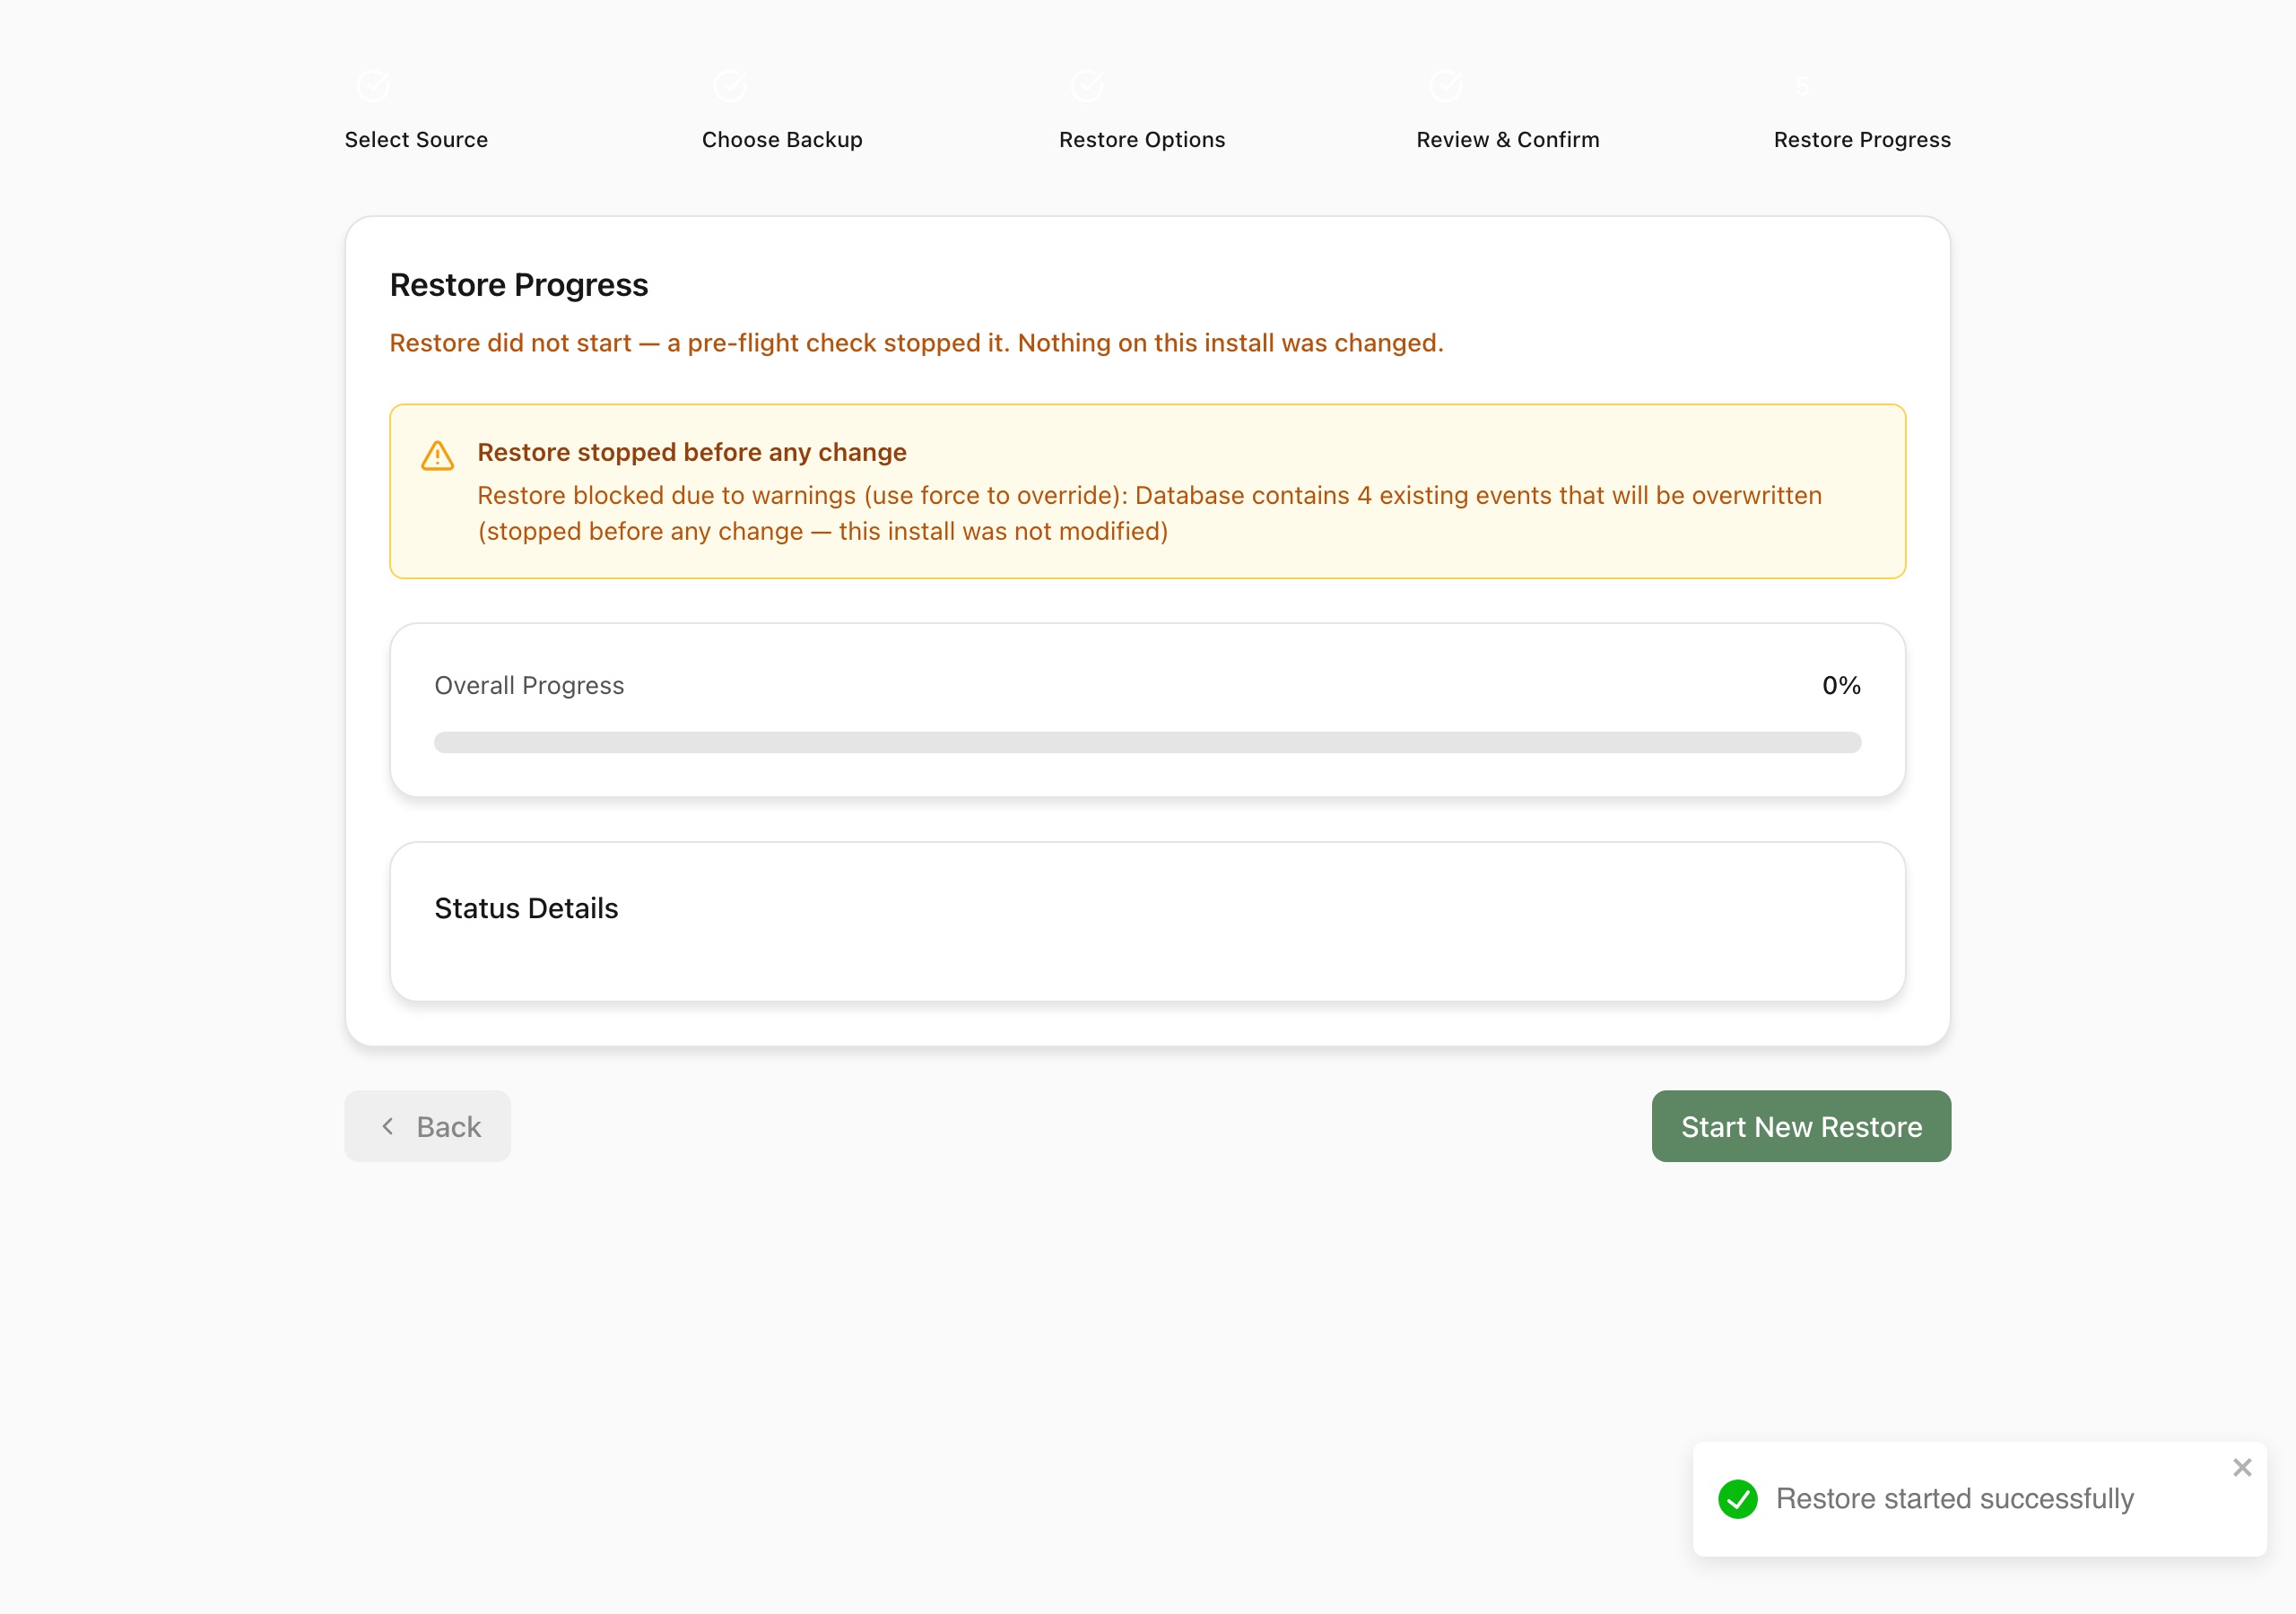 5
Select Source
Choose Backup
Restore Options
Review & Confirm
Restore Progress
Restore Progress
Restore did not start — a pre-flight check stopped it. Nothing on this install was changed.
Restore stopped before any change
Restore blocked due to warnings (use force to override): Database contains 4 existing events that will be overwritten
(stopped before any change — this install was not modified)
Overall Progress
0%
Status Details
Back
Start New Restore
Restore started successfully